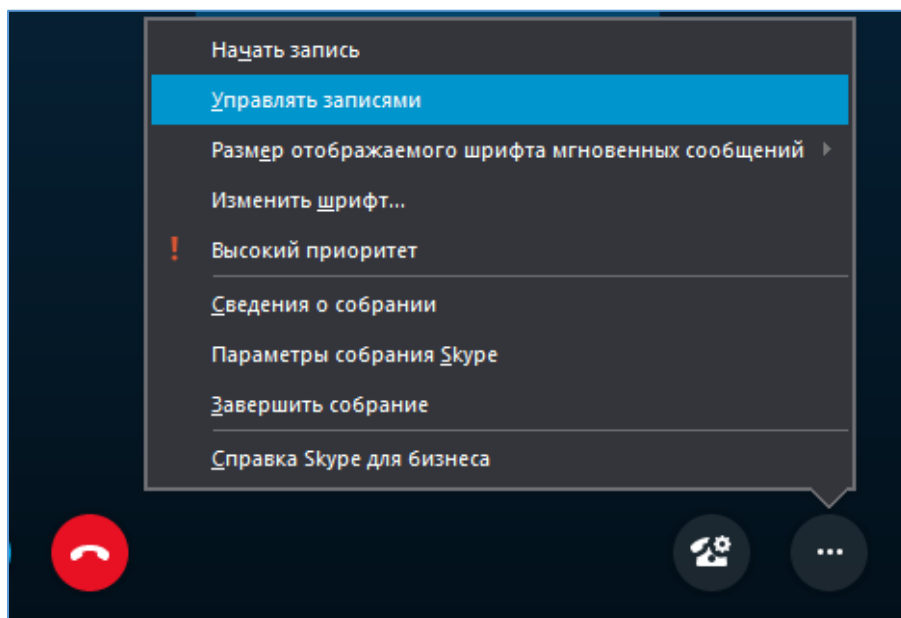 Начать запись
Управлять записями
Размер отображаемого шрифта мгновенных сообщений
Изменить шрифт...
Высокий приоритет
Сведения о собрании
Параметры собрания Skype
Завершить собрание
Справка Skype для бизнеса